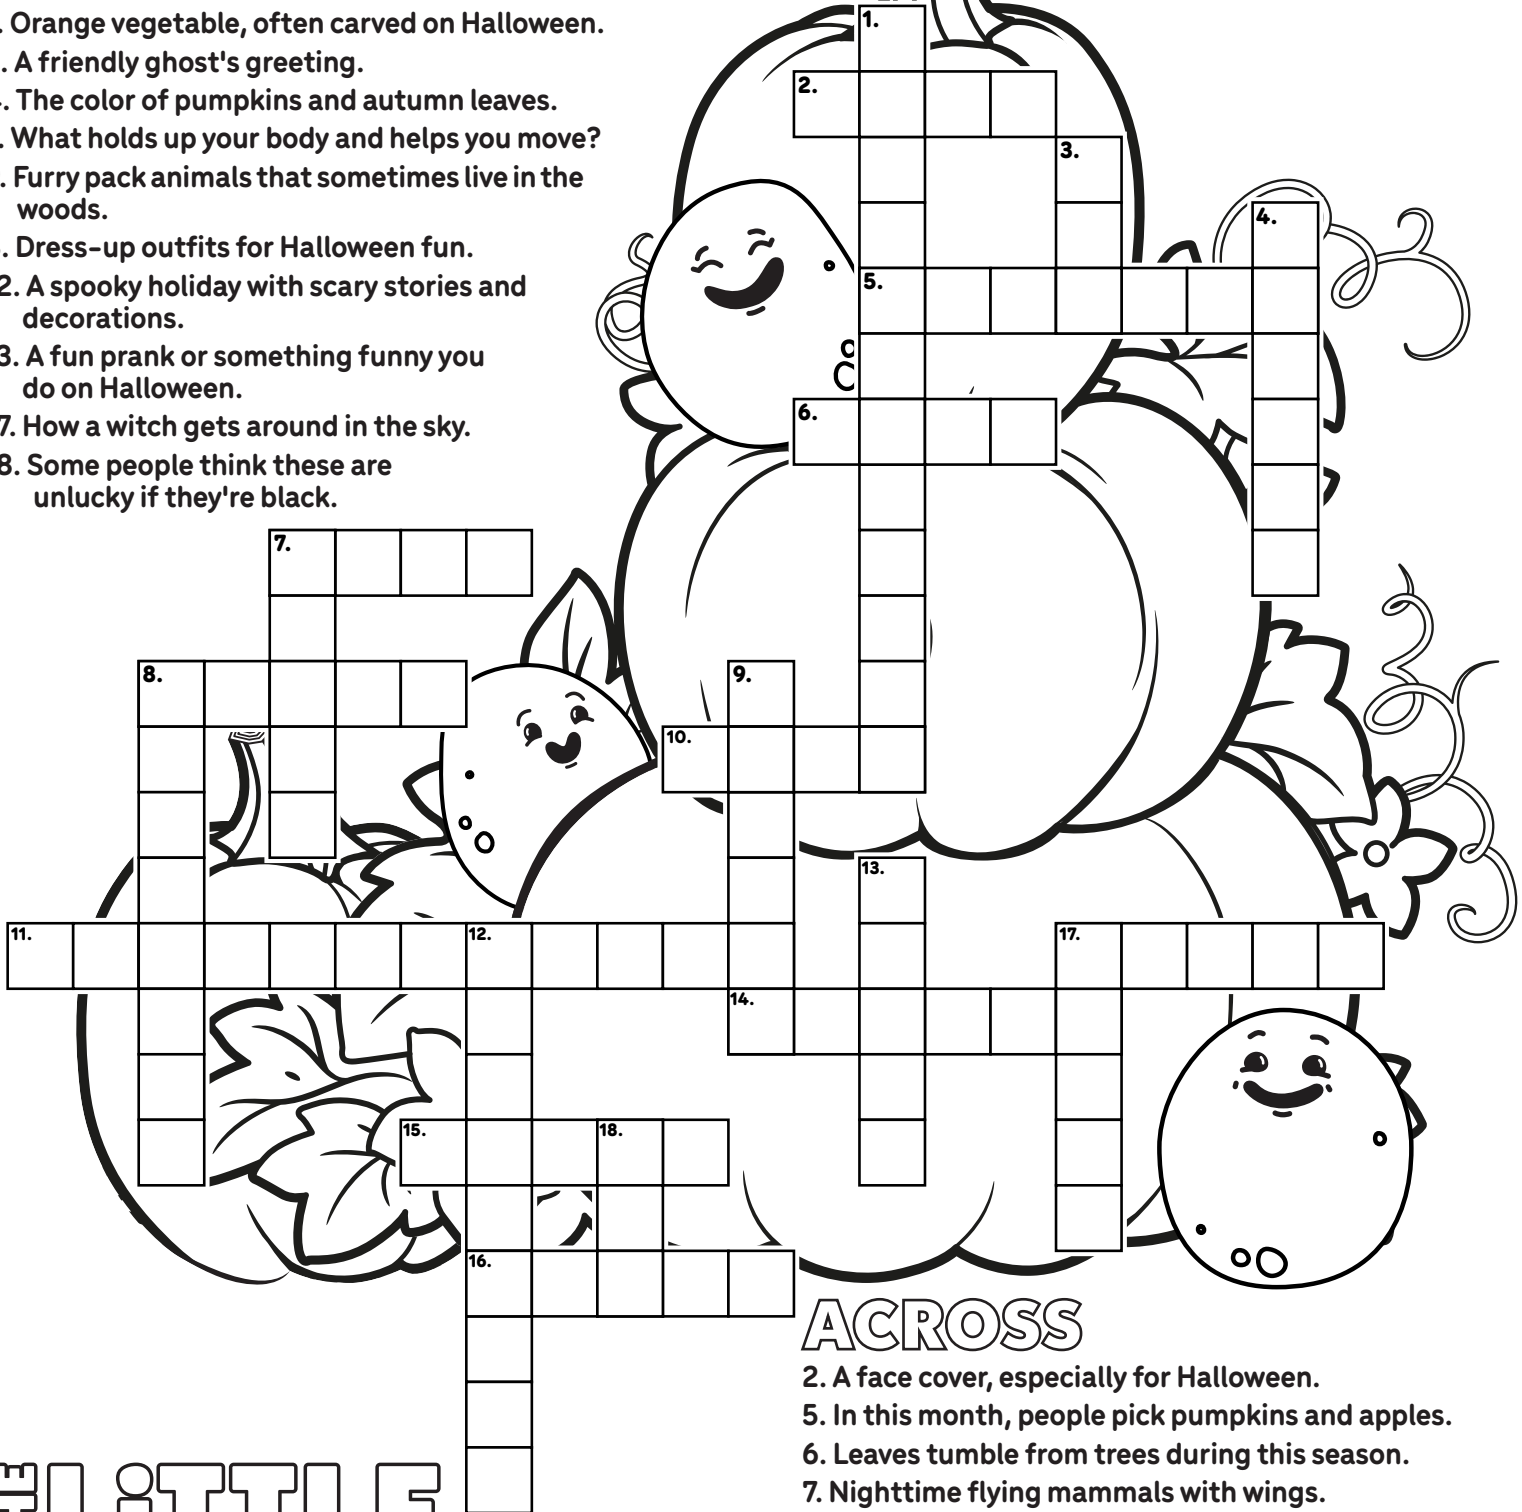 . Orange vegetable, often carved on Halloween.
. A friendly ghost's greeting.
. The color of pumpkins and autumn leaves.
. What holds up your body and helps you move?
. Furry pack animals that sometimes live in the
woods.
. Dress-up outfits for Halloween fun.
2. A spooky holiday with scary stories and
decorations.
3. A fun prank or something funny you
do on Halloween.
7. How a witch gets around in the sky.
8. Some people think these are
unlucky if they're black.
1.
2.
3.
4.
5.
6.
7.
8.
9.
10.
13.
11.
12.
17.
14.
15.
18.
16.
ACROSS
2. A face cover, especially for Halloween.
5. In this month, people pick pumpkins and apples.
6. Leaves tumble from trees during this season.
7. Nighttime flying mammals with wings.
LiTTLE